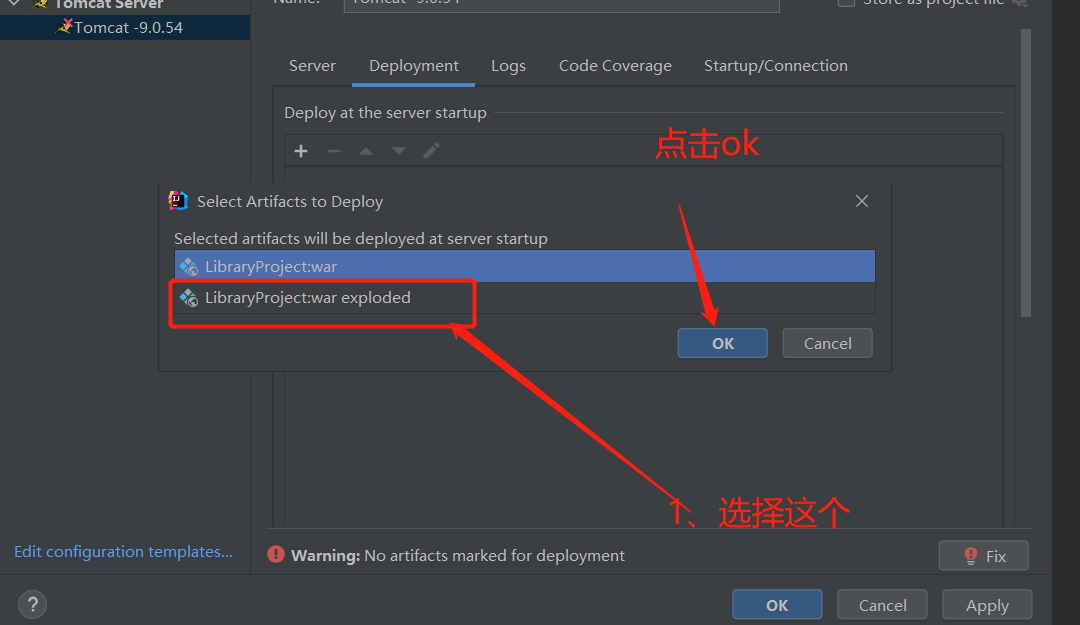 Tomcat Server
Tomcat -9.0.54
Server
Deployment
Logs
Code Coverage
Startup/Connection
Deploy at the server startup
点击ok
Select Artifacts to Deploy
Selected artifacts will be deployed at server startup
LibraryProject:war
LibraryProject:war exploded
OK
Cancel
1、选择这个
Edit configuration templates...
Warning: No artifacts marked for deployment
Fix
?
OK
Cancel
Apply